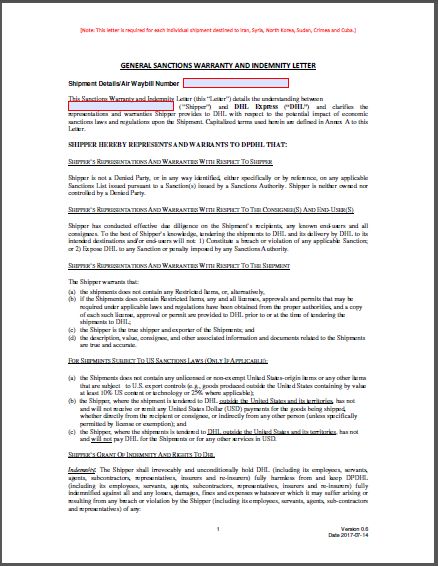 [Note: This letter is required for each individual shipment destined to Iran, Syria, North Korea, Sudan, Crimea and Cuba.]
GENERAL SANCTIONS WARRANTY AND INDEMNITY LETTER
Shipment Details/Air Waybill Number
This Sanctions Warranty and Indemnity Letter (this "Letter") details the understanding between
("Shipper") and DHL Express ("DHL") and clarifies the
representations and warranties Shipper provides to DHL with respect to the potential impact of economic
sanctions laws and regulations upon the Shipment. Capitalized terms used herein are defined in Annex A to this
Letter.
SHIPPER HEREBY REPRESENTS AND WARRANTS TO DPDHL THAT:
SHIPPER'S REPRESENTATIONS AND WARRANTIES WITH RESPECT TO SHIPPER
Shipper is not a Denied Party, or in any way identified, either specifically or by reference, on any applicable
Sanctions List issued pursuant to a Sanction(s) issued by a Sanctions Authority. Shipper is neither owned nor
controlled by a Denied Party.
SHIPPER'S REPRESENTATIONS AND WARRANTIES WITH RESPECT TO THE CONSIGNEE(S) AND END-USER(S)
Shipper has conducted effective due diligence on the Shipment's recipients, any known end-users and all
consignees. To the best of Shipper's knowledge, tendering the shipments to DHL and its delivery by DHL to its
intended destinations and/or end-users will not: 1) Constitute a breach or violation of any applicable Sanction;
or 2) Expose DHL to any Sanction or penalty imposed by any Sanctions Authority.
SHIPPER'S REPRESENTATIONS AND WARRANTIES WITH RESPECT TO THE SHIPMENT
The Shipper warrants that:
(a) the shipments does not contain any Restricted Items, or, alternatively,
(b) if the Shipments does contain Restricted Items, any and all licenses, approvals and permits that may be
required under applicable laws and regulations have been obtained from the proper authorities, and a copy
of each such license, approval or permit are provided to DHL prior to or at the time of tendering the
shipments to DHL;
(c) the Shipper is the true shipper and exporter of the Shipments; and
(d) the description, value, consignee, and other associated information and documents related to the Shipments
are true and accurate.
FOR SHIPMENTS SUBJECT TO US SANCTIONS LAWS (ONLY IF APPLICABLE):
(a) the Shipments does not contain any unlicensed or non-exempt United States-origin items or any other items
that are subject to U.S. export controls (e.g., goods produced outside the United States containing by value
at least 10% US content or technology or 25% where applicable);
(b) the Shipper, where the shipment is tendered to DHL outside the United States and its territories, has not
and will not receive or remit any United States Dollar (USD) payments for the goods being shipped,
whether directly from the recipient or consignee, or indirectly from any other person (unless specifically
permitted by license or exemption); and
(c) the Shipper, where the shipments is tendered to DHL outside the United States and its territories, has not
and will not pay DHL for the Shipments or for any other services in USD.
SHIPPER'S GRANT OF INDEMNITY AND RIGHTS TO DHL
Indemnity. The Shipper shall irrevocably and unconditionally hold DHL (including its employees, servants,
agents, subcontractors, representatives, insurers and re-insurers) fully harmless from and keep DPDHL
(including its employees, servants, agents, subcontractors, representatives, insurers and re-insurers) fully
indemnified against all and any losses, damages, fines and expenses whatsoever which it may suffer arising or
resulting from any breach or violation by the Shipper (including its employees, servants, agents, sub-contractors
and representatives) of any:
1
Version 0.6
Date 2017-07-14